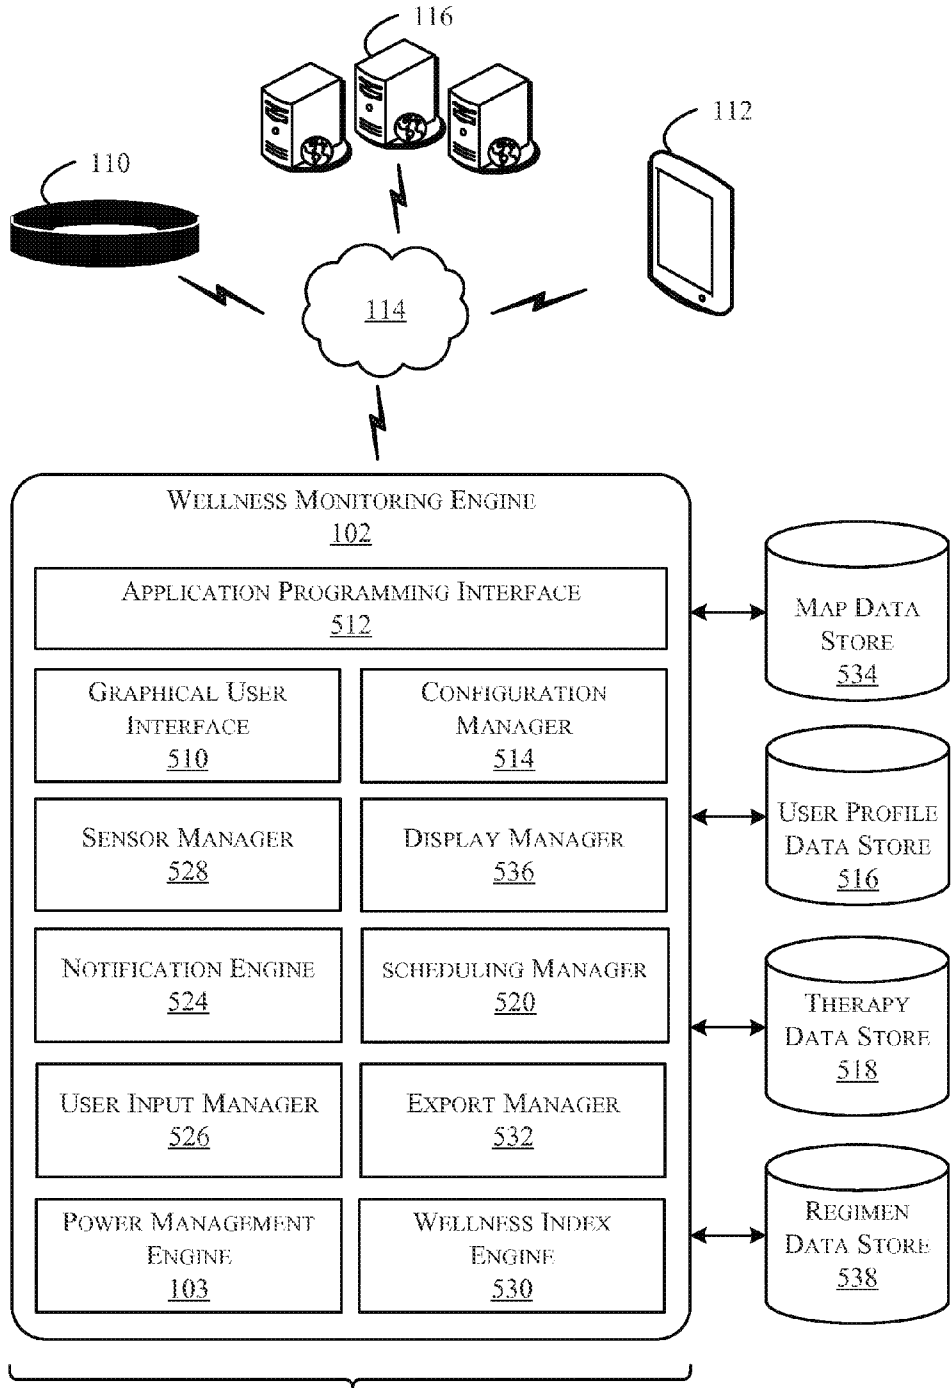 116
112
110
114
Wellness Monitoring Engine
102
Application Programming Interface
512
Graphical User
Interface
510
Configuration
Manager
514
Sensor Manager
528
Display Manager
536
Notification Engine
524
scheduling Manager
520
User Input Manager
526
Export Manager
532
Power Management
Engine
103
Wellness Index
Engine
530
Map Data
Store
534
User Profile
Data Store
516
Therapy
Data Store
518
Regimen
Data Store
538